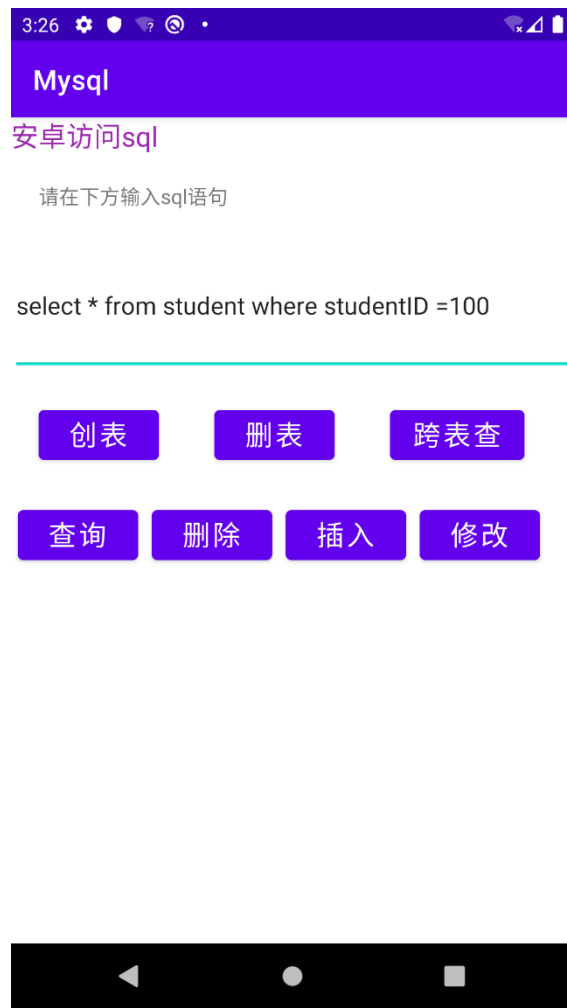 3:26
Mysql
安卓访问sql
请在下方输入sql语句
select * from student where studentID =100
创表 删表 跨表查
查询 删除 插入 修改